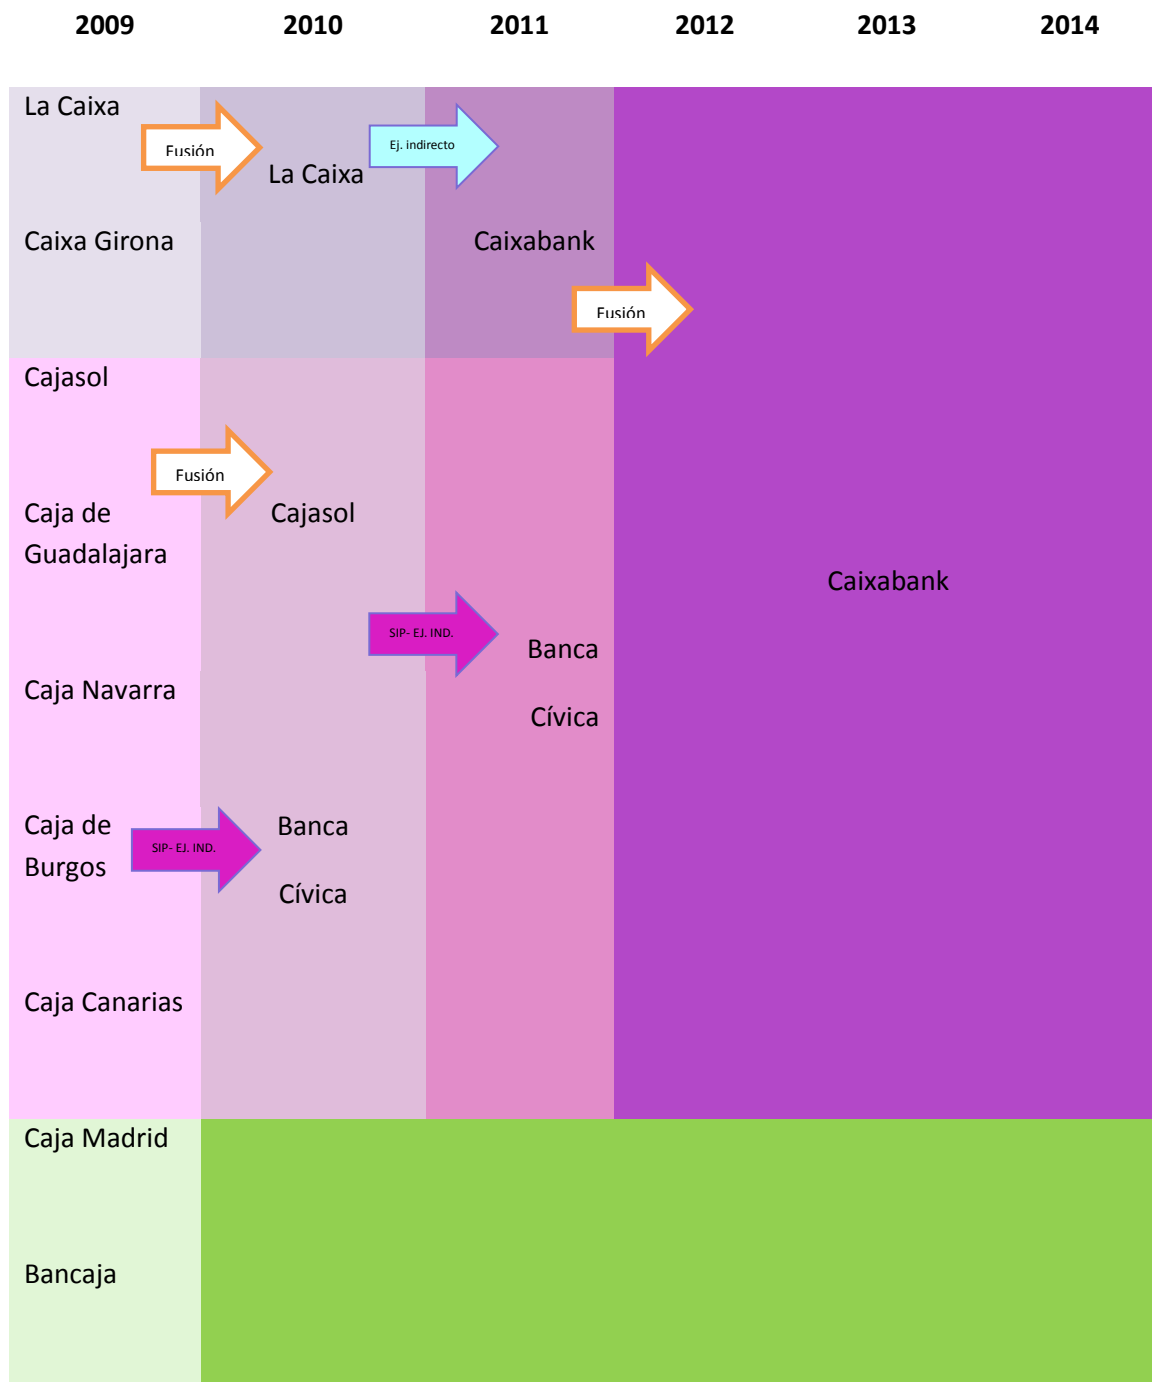 2009 2010 2011 2012 2013 2014
La Caixa
Fusión
La Caixa
Ej. indirecto
Caixa Girona
Caixabank
Fusión
Cajasol
Fusión
Caja de
Guadalajara
Cajasol
SIP- EJ. IND.
Banca
Cívica
Caixabank
Caja Navarra
Caja de
Burgos
SIP- EJ. IND.
Banca
Cívica
Caja Canarias
Caja Madrid
Bancaja